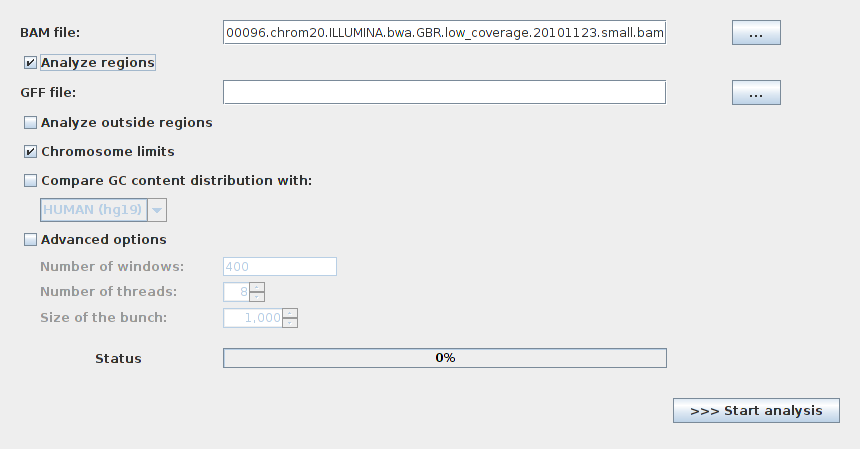 BAM file: 00096.chrom20.ILLUMINA.bwa.GBR.low_coverage.20101123.small.bam ...
Analyze regions
GFF file: ...
Analyze outside regions
Chromosome limits
Compare GC content distribution with:
HUMAN (hg19)
Advanced options
Number of windows: 400
Number of threads: 8
Size of the bunch: 1,000
Status 0%
>>> Start analysis